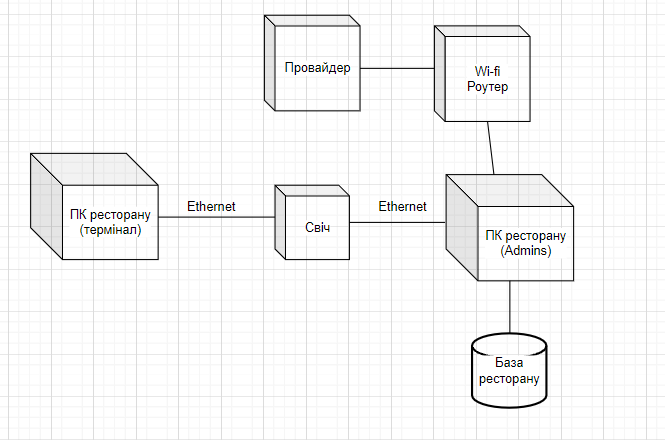 Провайдер
Wi-fi
Роутер
ПК ресторану
(термінал)
Ethernet
Свіч
Ethernet
ПК ресторану
(Admins)
База
ресторану